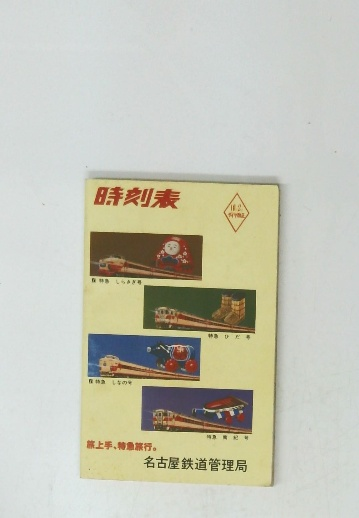 時刻表
特急 しらさぎ号
特急 ひだ号
特急 しなの号
特急 南紀号
旅上手、特急旅行。
名古屋鉄道管理局